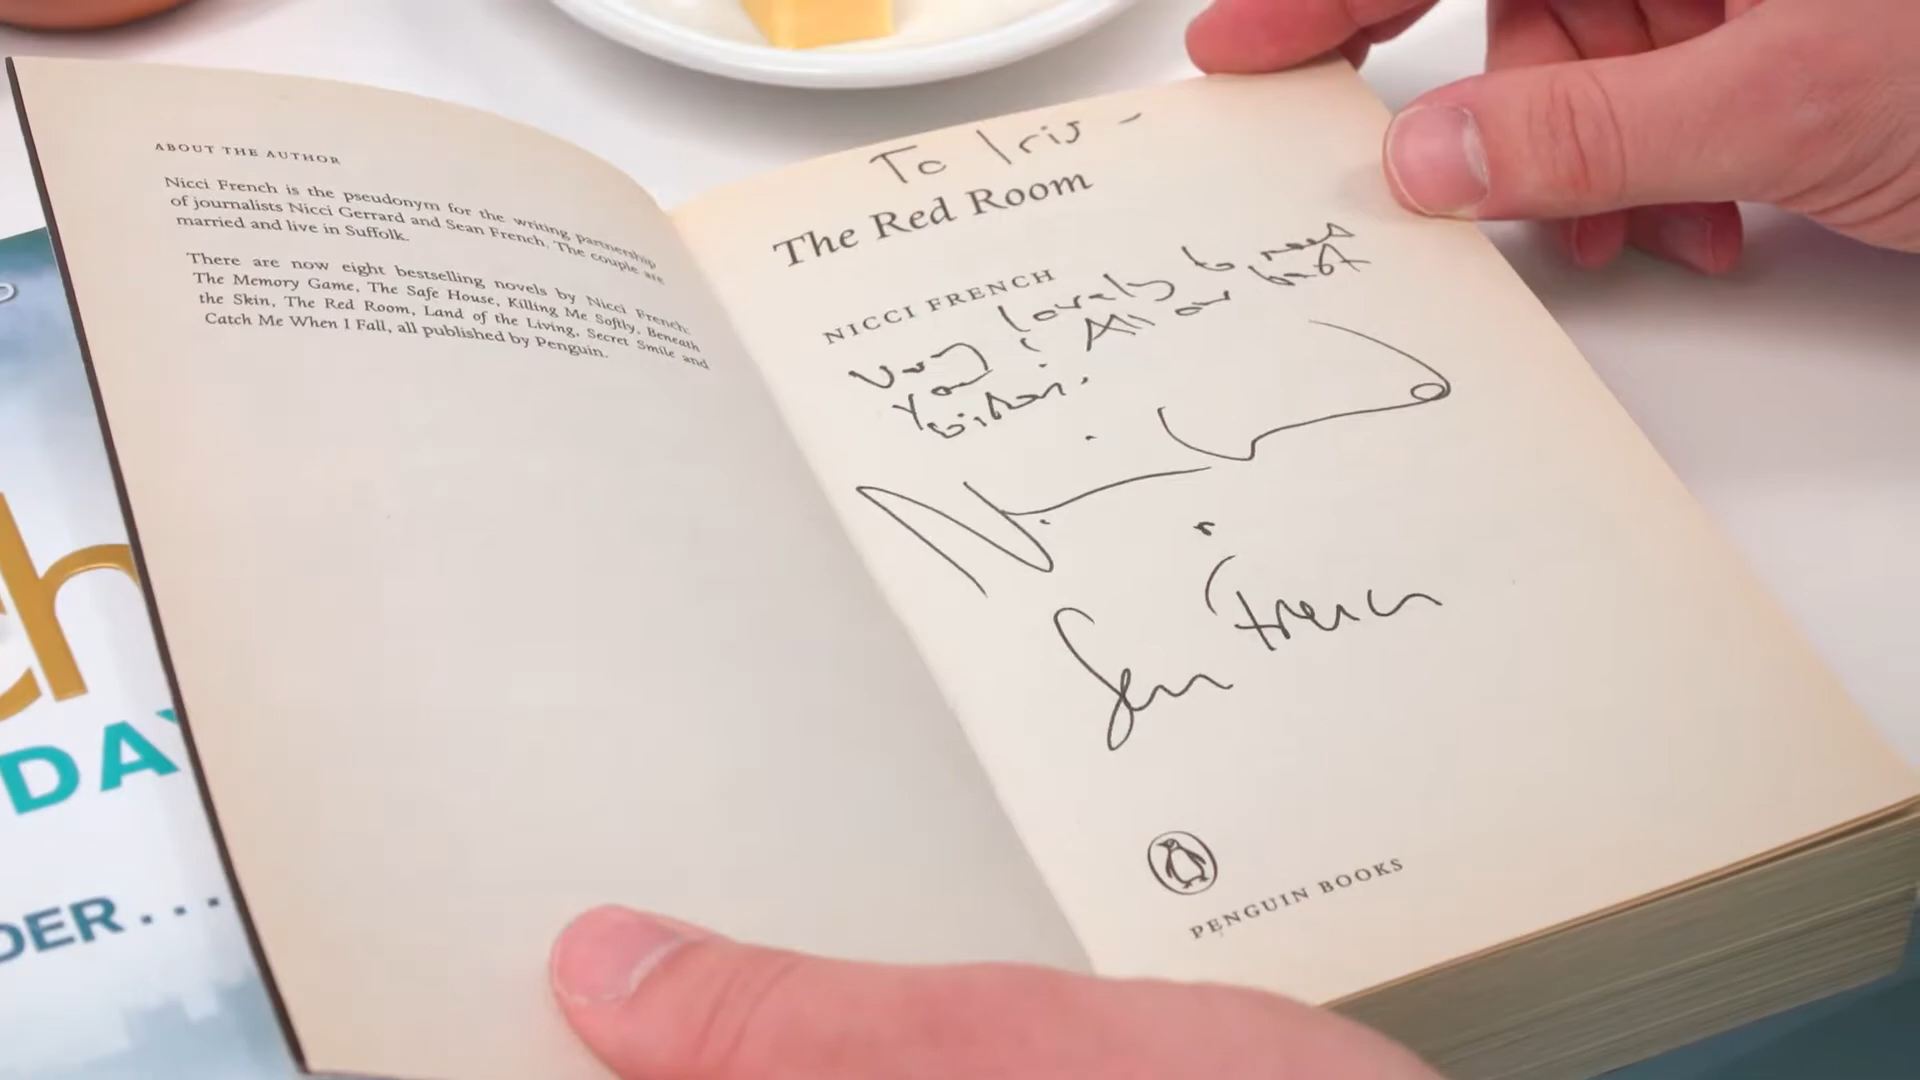 ABOUT THE AUTHOR
Nicci French is the pseudonym for the writing partnership
of journalists Nicci Gerrard and Sean French. The couple are
married and live in Suffolk.
There are now eight bestselling novels by Nicci French:
The Memory Game, The Safe House, Killing Me Softly, Beneath
the Skin, The Red Room, Land of the Living, Secret Smile and
Catch Me When I Fall, all published by Penguin.
To Iris -
The Red Room
NICCI FRENCH
Very lovely to meet
you! All our best
wishes.
Sean French
PENGUIN BOOKS
ch
DAY
DER...